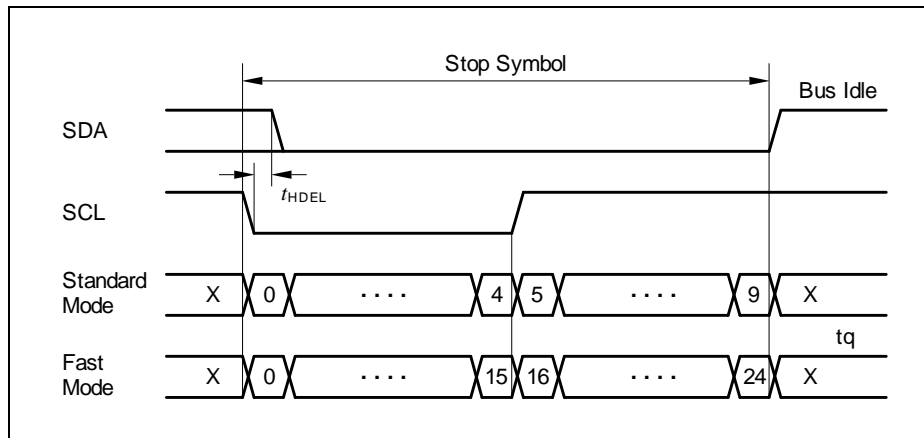 Stop Symbol
Bus Idle
SDA
tHDEL
SCL
Standard
Mode
X 0 ···· 4 5 ···· 9 X
tq
Fast
Mode
X 0 ···· 15 16 ···· 24 X